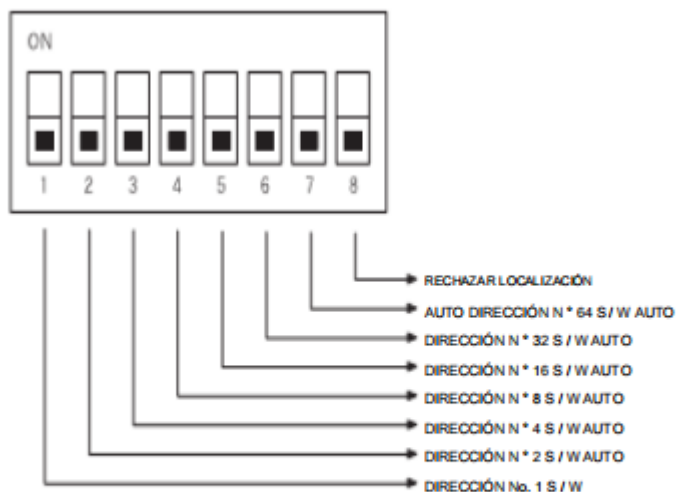 ON
1 2 3 4 5 6 7 8
RECHAZAR LOCALIZACIÓN
AUTO DIRECCIÓN N * 64 S / W AUTO
DIRECCIÓN N * 32 S / W AUTO
DIRECCIÓN N * 16 S / W AUTO
DIRECCIÓN N * 8 S / W AUTO
DIRECCIÓN N * 4 S / W AUTO
DIRECCIÓN N * 2 S / W AUTO
DIRECCIÓN No. 1 S / W